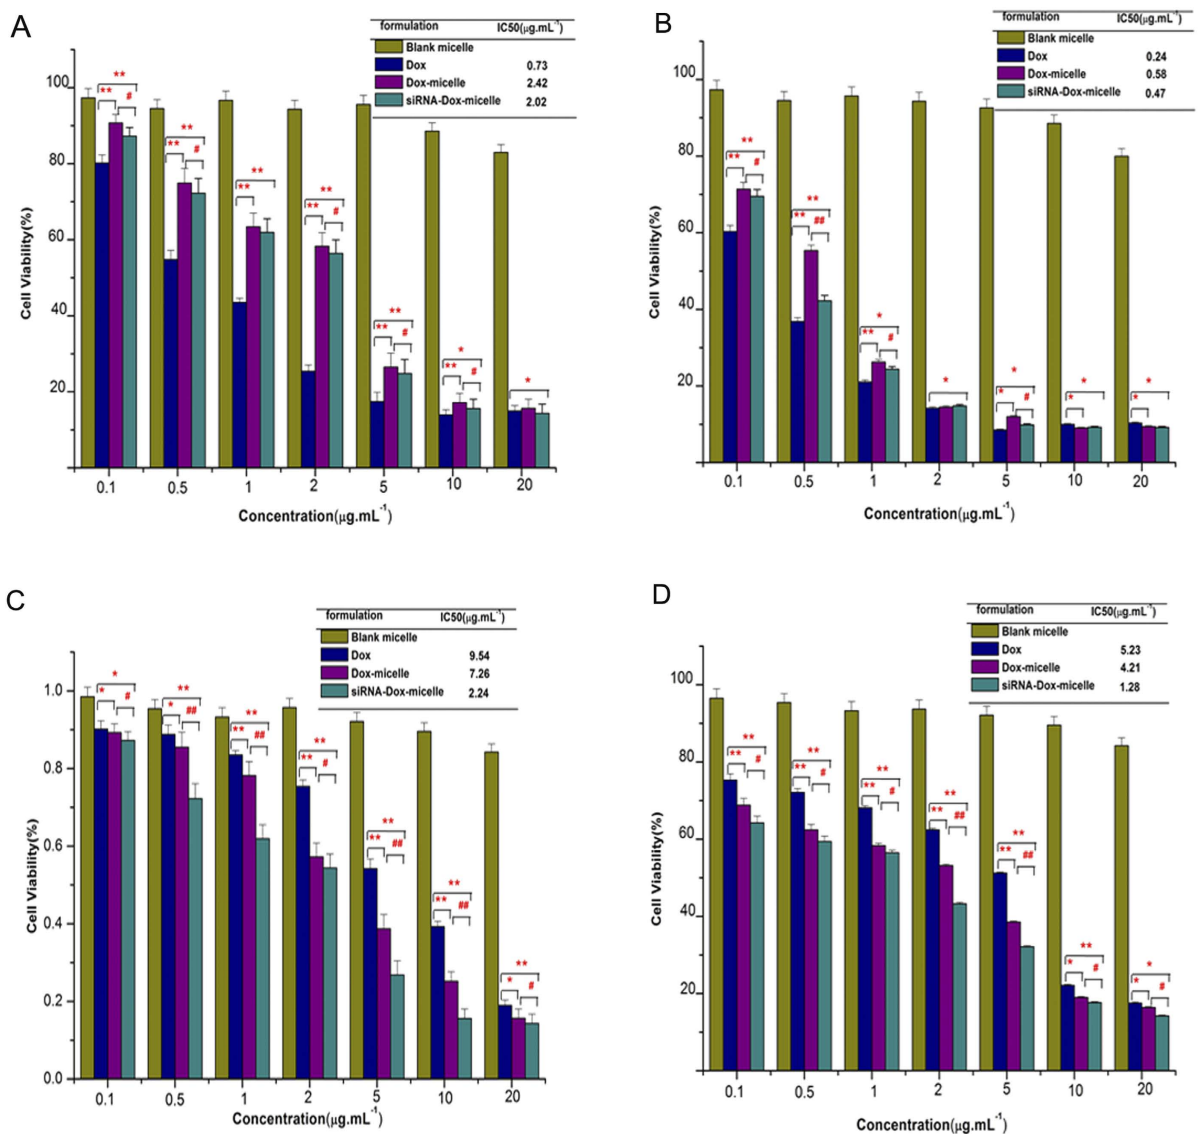 A
formulation IC50(μg.mL-1)
Blank micelle
Dox 0.73
Dox-micelle 2.42
siRNA-Dox-micelle 2.02
100
80
60
40
20
Cell Viability(%)
** ** #
** ** #
** **
** ** #
** ** #
* ** #
*
0.1 0.5 1 2 5 10 20
Concentration(μg.mL-1)
B
formulation IC50(μg.mL-1)
Blank micelle
Dox 0.24
Dox-micelle 0.58
siRNA-Dox-micelle 0.47
100
80
60
40
20
Cell Viability(%)
** ** #
** ** ##
* ** #
*
* * #
* *
* *
0.1 0.5 1 2 5 10 20
Concentration(μg.mL-1)
C
formulation IC50(μg.mL-1)
Blank micelle
Dox 9.54
Dox-micelle 7.26
siRNA-Dox-micelle 2.24
1.0
0.8
0.6
0.4
0.2
0.0
Cell Viability(%)
* * #
** * ##
** ** ##
** ** #
** ** ##
** ** ##
** * #
0.1 0.5 1 2 5 10 20
Concentration(μg.mL-1)
D
formulation IC50(μg.mL-1)
Blank micelle
Dox 5.23
Dox-micelle 4.21
siRNA-Dox-micelle 1.28
100
80
60
40
20
Cell Viability(%)
** ** #
** ** #
** ** #
** ** ##
** ** ##
** * #
* * #
0.1 0.5 1 2 5 10 20
Concentration(μg.mL-1)